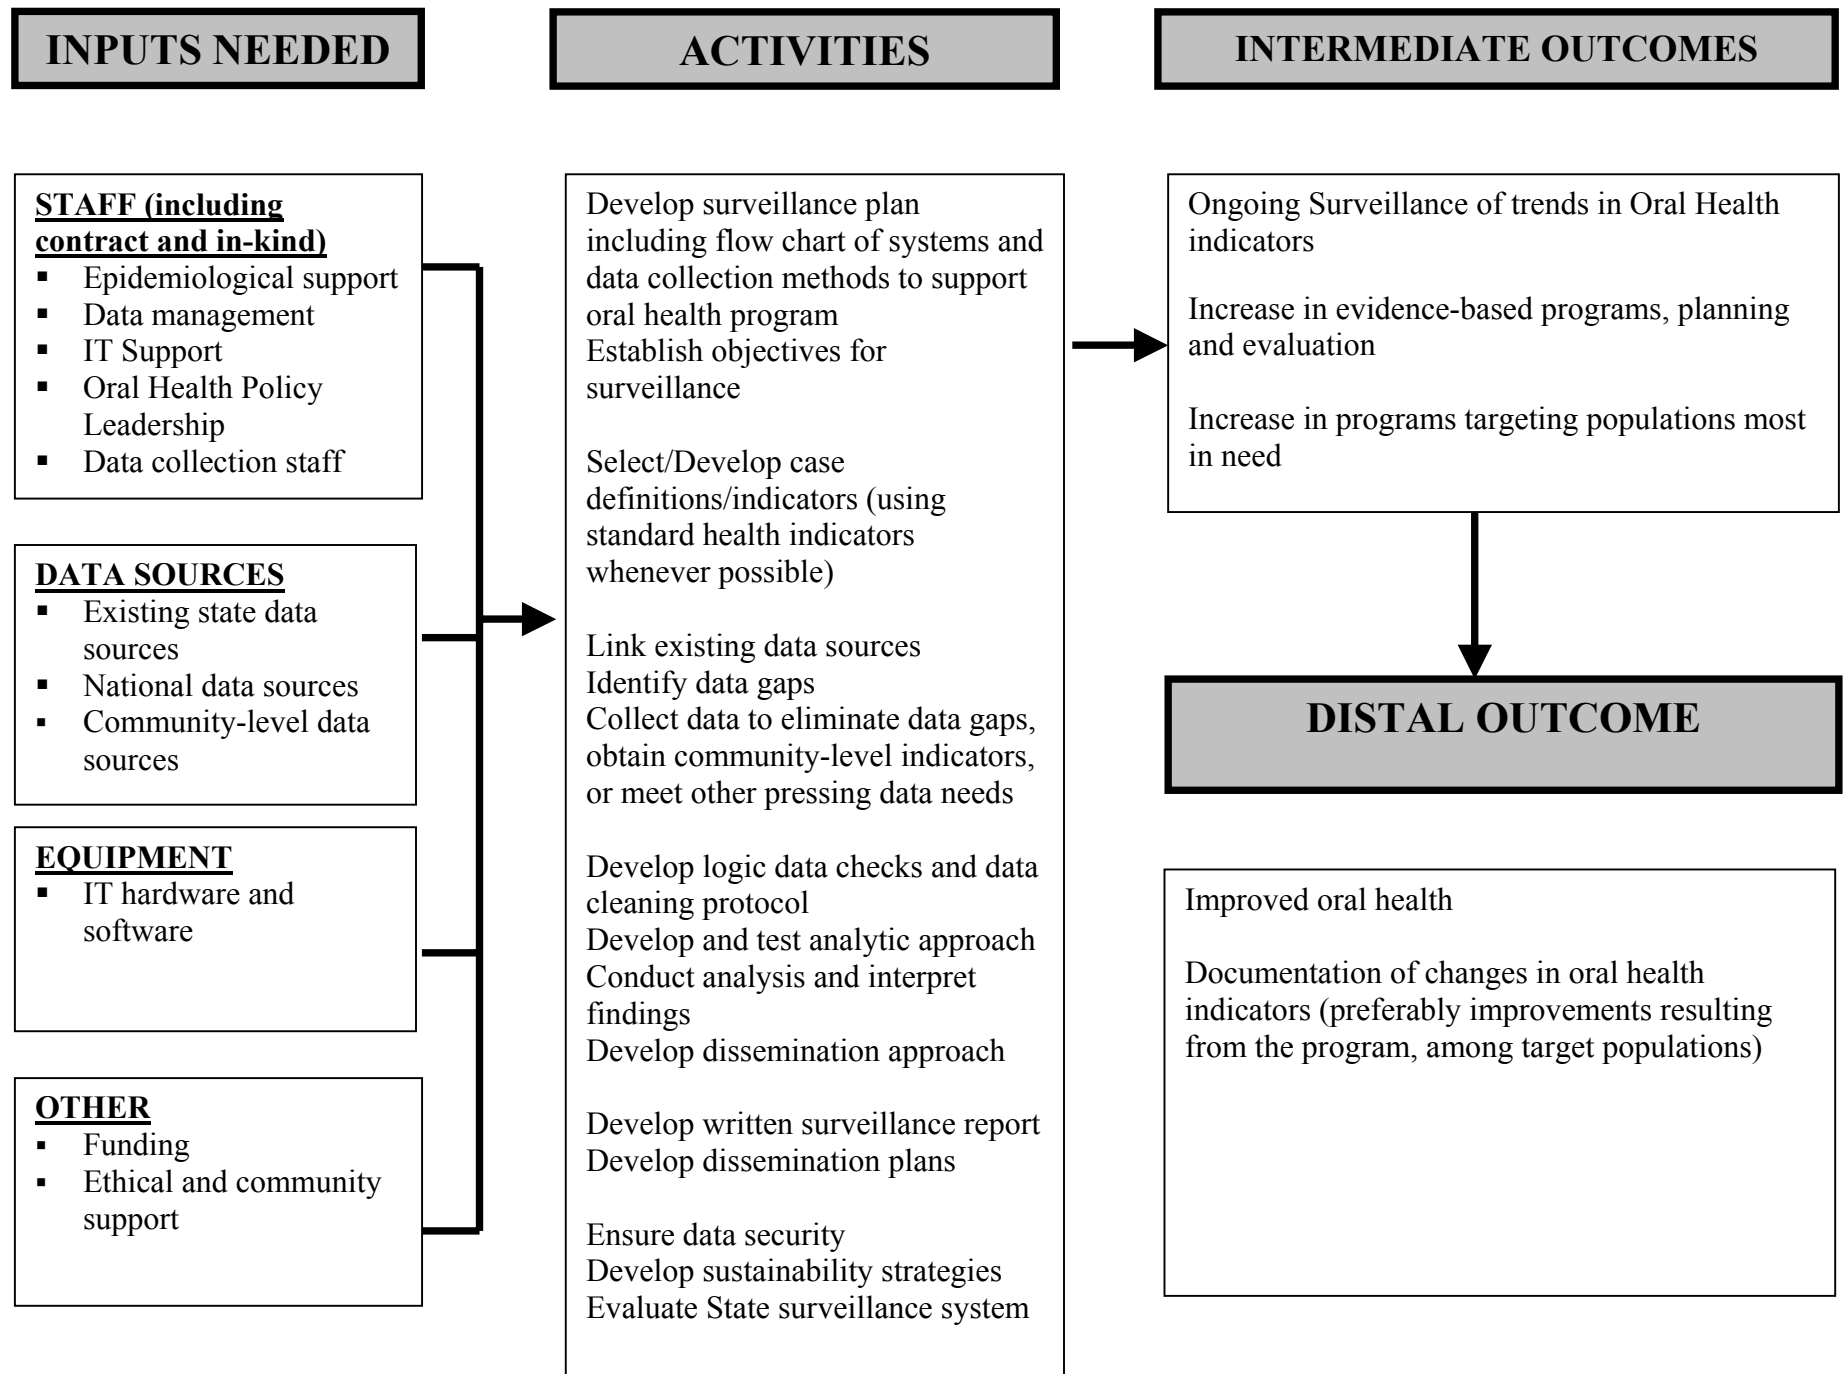 INPUTS NEEDED
ACTIVITIES
INTERMEDIATE OUTCOMES
STAFF (including
contract and in-kind)
▪ Epidemiological support
▪ Data management
▪ IT Support
▪ Oral Health Policy
Leadership
▪ Data collection staff
DATA SOURCES
▪ Existing state data
sources
▪ National data sources
▪ Community-level data
sources
EQUIPMENT
▪ IT hardware and
software
OTHER
▪ Funding
▪ Ethical and community
support
Develop surveillance plan
including flow chart of systems and
data collection methods to support
oral health program
Establish objectives for
surveillance
Select/Develop case
definitions/indicators (using
standard health indicators
whenever possible)
Link existing data sources
Identify data gaps
Collect data to eliminate data gaps,
obtain community-level indicators,
or meet other pressing data needs
Develop logic data checks and data
cleaning protocol
Develop and test analytic approach
Conduct analysis and interpret
findings
Develop dissemination approach
Develop written surveillance report
Develop dissemination plans
Ensure data security
Develop sustainability strategies
Evaluate State surveillance system
Ongoing Surveillance of trends in Oral Health
indicators
Increase in evidence-based programs, planning
and evaluation
Increase in programs targeting populations most
in need
DISTAL OUTCOME
Improved oral health
Documentation of changes in oral health
indicators (preferably improvements resulting
from the program, among target populations)